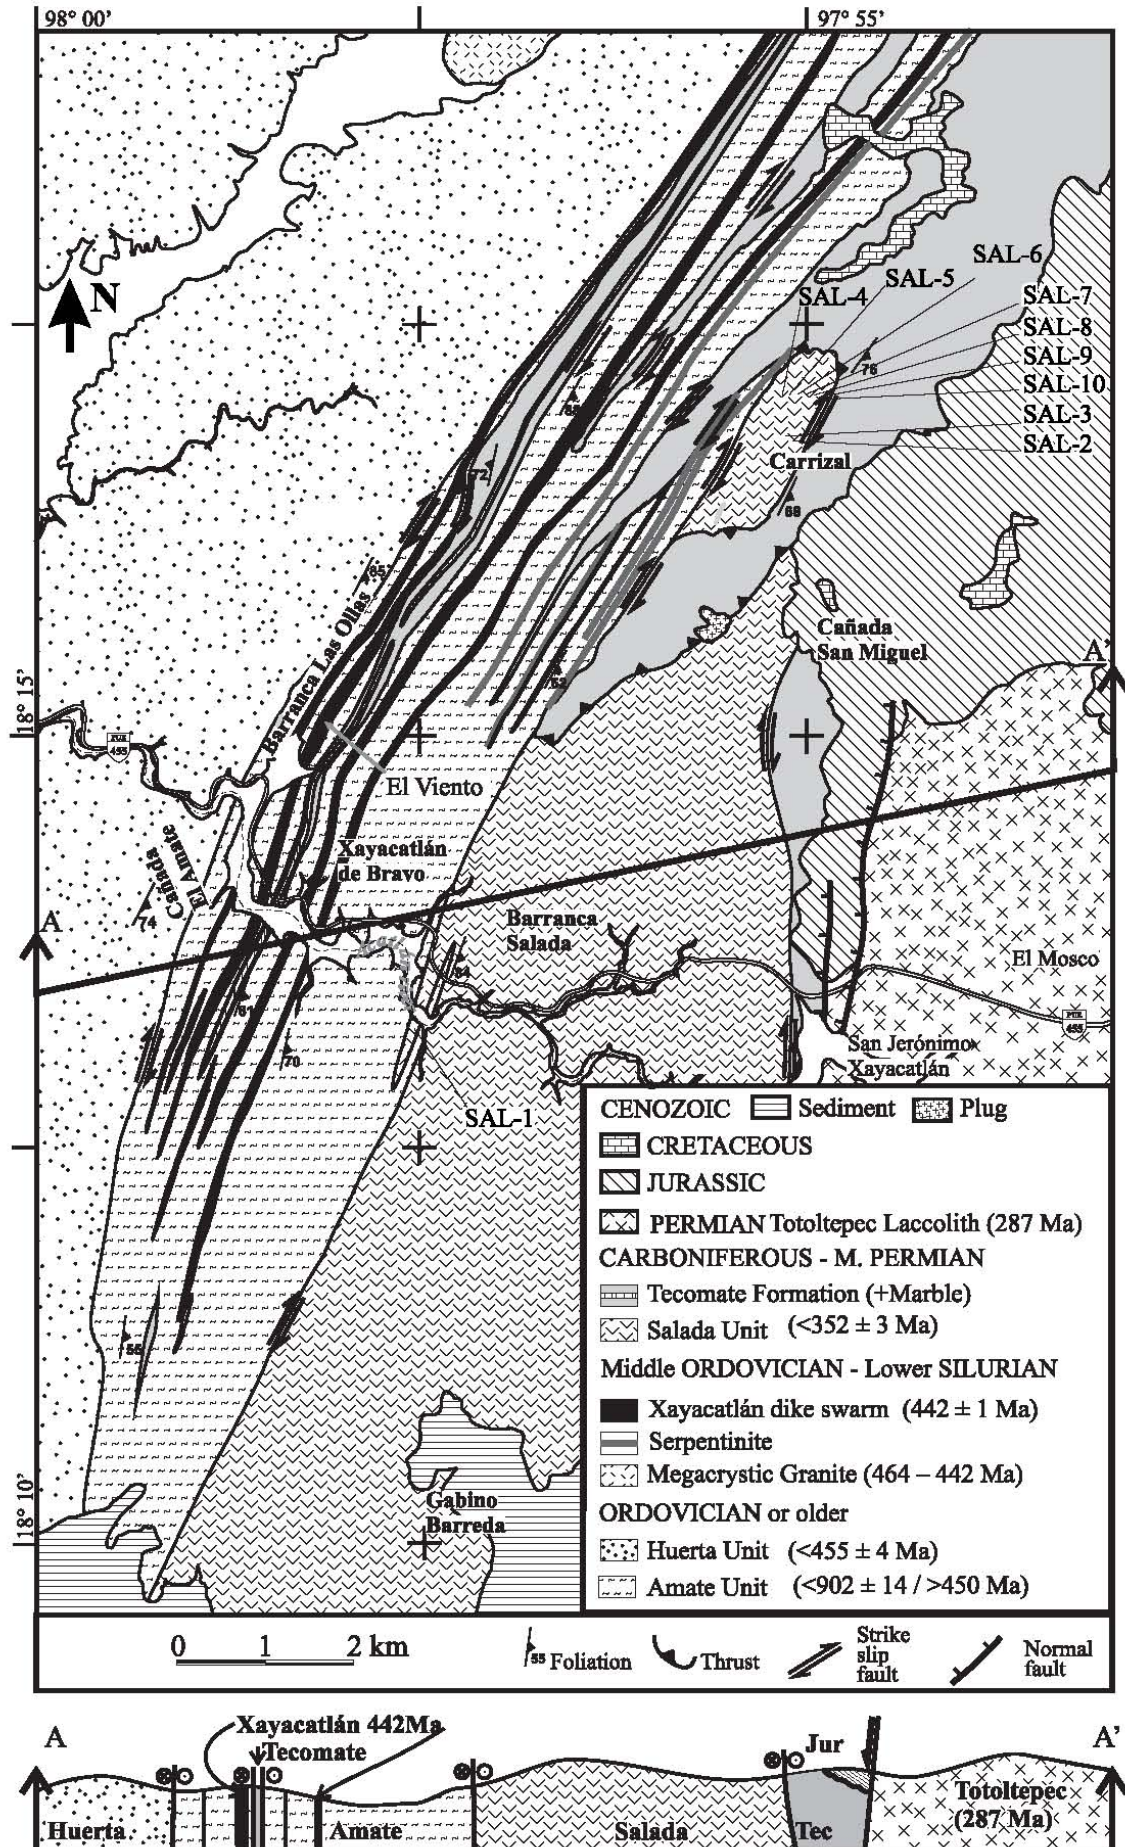 98° 00'
97° 55'
N
SAL-6
SAL-5
SAL-4
SAL-7
SAL-8
SAL-9
76
SAL-10
SAL-3
SAL-2
Carrizal
72
68
Barranca Las Ollas
Cañada
San Miguel
A'
18° 15'
455
El Viento
Cañada
El Amate
Xayacatlán
de Bravo
74
A
Barranca
Salada
El Mosco
70
455
San Jerónimo
Xayacatlán
SAL-1
CENOZOIC Sediment Plug
CRETACEOUS
JURASSIC
PERMIAN Totoltepec Laccolith (287 Ma)
CARBONIFEROUS - M. PERMIAN
Tecomate Formation (+Marble)
Salada Unit (<352 ± 3 Ma)
Middle ORDOVICIAN - Lower SILURIAN
Xayacatlán dike swarm (442 ± 1 Ma)
Serpentinite
Megacrystic Granite (464 – 442 Ma)
ORDOVICIAN or older
Huerta Unit (<455 ± 4 Ma)
Amate Unit (<902 ± 14 / >450 Ma)
55
Gabino
Barreda
18° 10'
0 1 2 km
55 Foliation
Thrust
Strike
slip
fault
Normal
fault
A
Xayacatlán 442Ma
Tecomate
Jur
A'
Totoltepec
(287 Ma)
Huerta
Amate
Salada
Tec